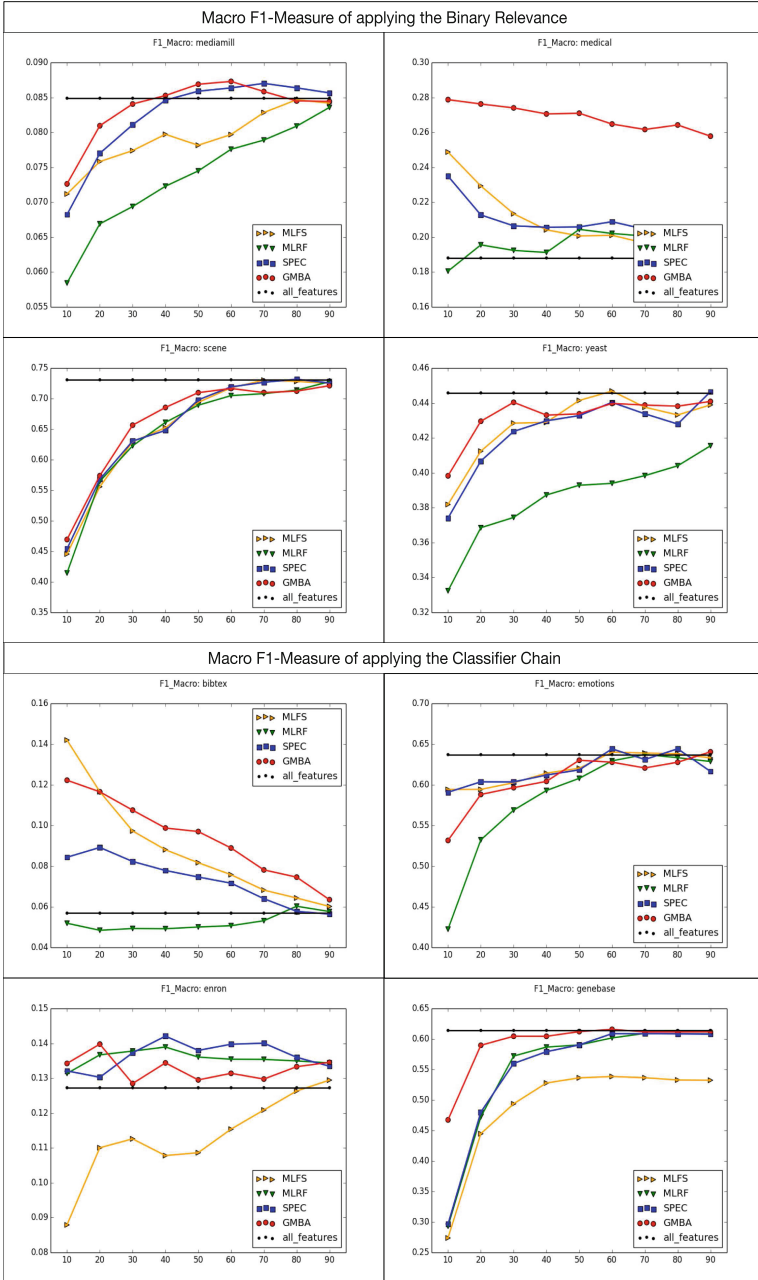 Macro F1-Measure of applying the Binary Relevance
F1_Macro: mediamill
0.090
0.085
0.080
0.075
0.070
0.065
0.060
0.055
10 20 30 40 50 60 70 80 90
MLFS
MLRF
SPEC
GMBA
all_features
F1_Macro: medical
0.30
0.28
0.26
0.24
0.22
0.20
0.18
0.16
10 20 30 40 50 60 70 80 90
MLFS
MLRF
SPEC
GMBA
all_features
F1_Macro: scene
0.75
0.70
0.65
0.60
0.55
0.50
0.45
0.40
0.35
10 20 30 40 50 60 70 80 90
MLFS
MLRF
SPEC
GMBA
all_features
F1_Macro: yeast
0.46
0.44
0.42
0.40
0.38
0.36
0.34
0.32
10 20 30 40 50 60 70 80 90
MLFS
MLRF
SPEC
GMBA
all_features
Macro F1-Measure of applying the Classifier Chain
F1_Macro: bibtex
0.16
0.14
0.12
0.10
0.08
0.06
0.04
10 20 30 40 50 60 70 80 90
MLFS
MLRF
SPEC
GMBA
all_features
F1_Macro: emotions
0.70
0.65
0.60
0.55
0.50
0.45
0.40
10 20 30 40 50 60 70 80 90
MLFS
MLRF
SPEC
GMBA
all_features
F1_Macro: enron
0.15
0.14
0.13
0.12
0.11
0.10
0.09
0.08
10 20 30 40 50 60 70 80 90
MLFS
MLRF
SPEC
GMBA
all_features
F1_Macro: genebase
0.65
0.60
0.55
0.50
0.45
0.40
0.35
0.30
0.25
10 20 30 40 50 60 70 80 90
MLFS
MLRF
SPEC
GMBA
all_features